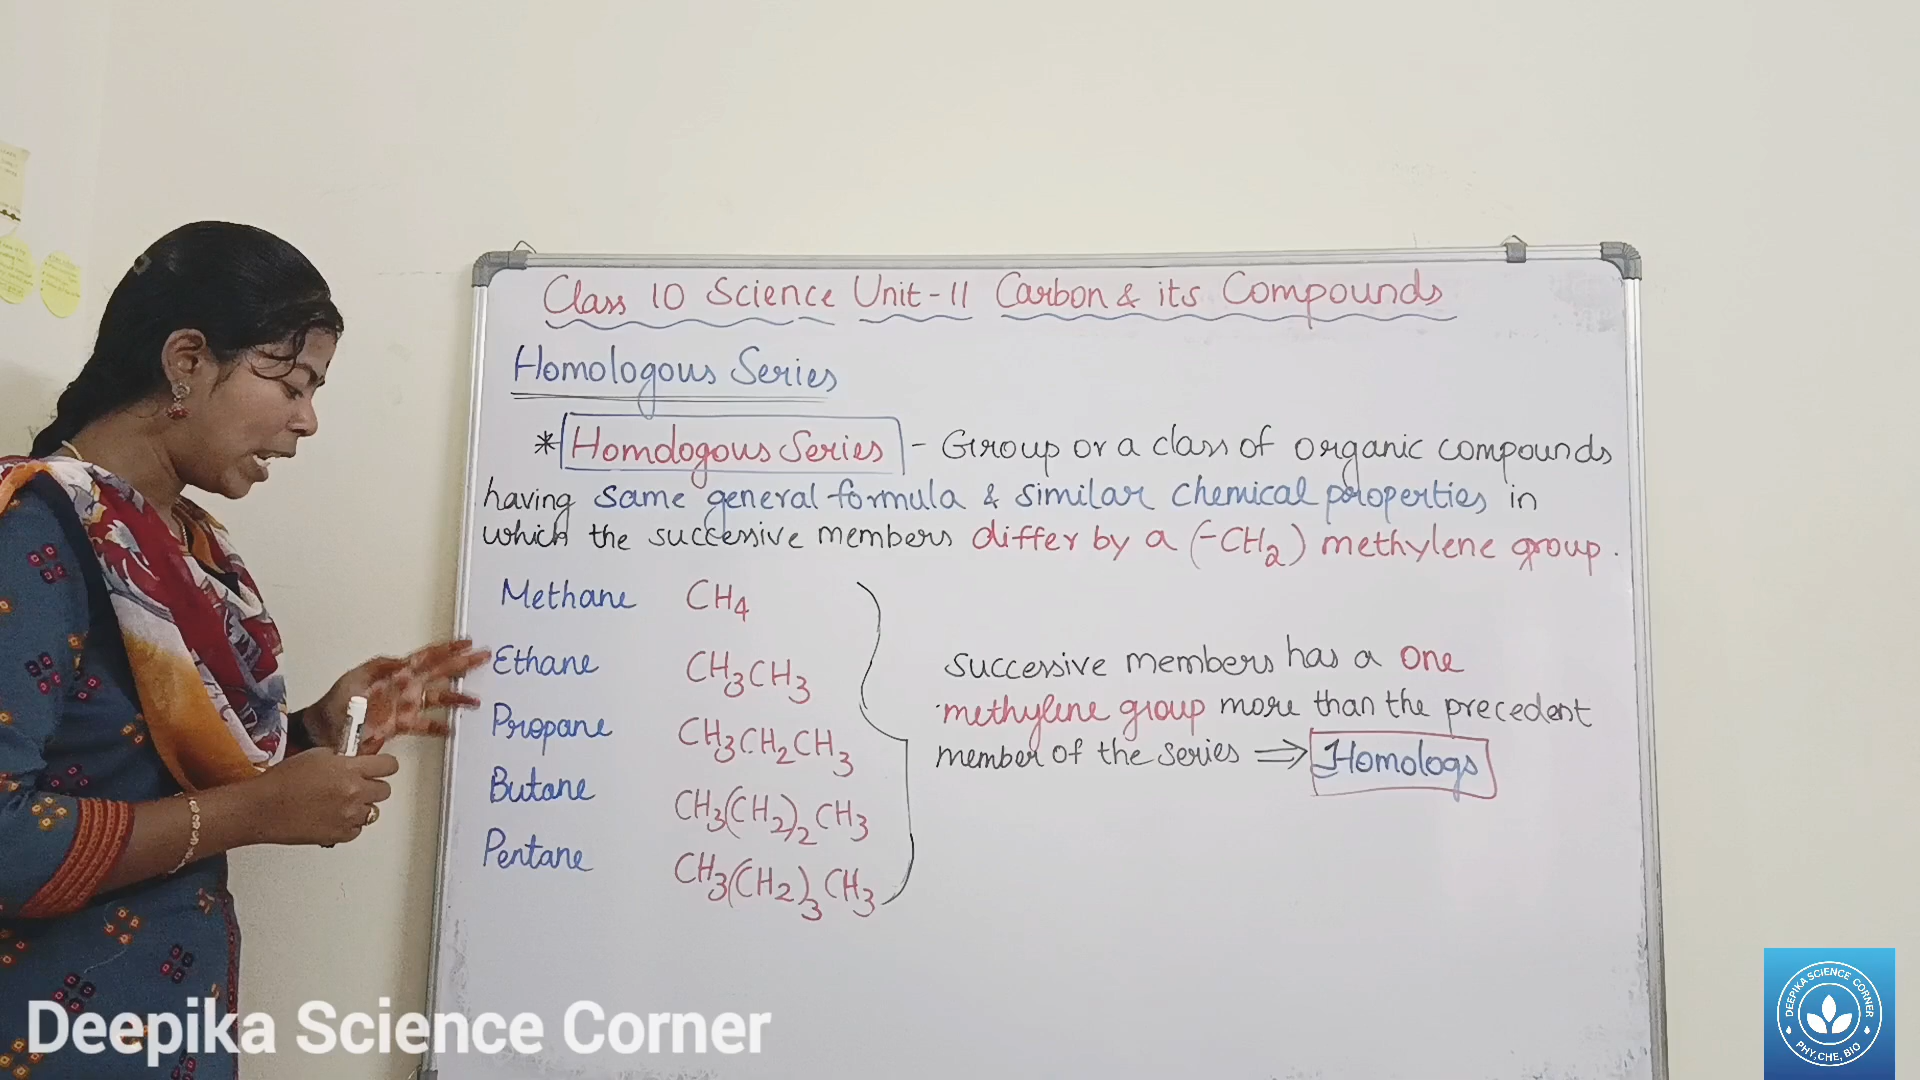 Class 10 Science Unit-11 Carbon & its Compounds
Homologous Series
* Homologous Series - Group or a class of organic compounds
having same general formula & similar chemical properties in
which the successive members differ by a (-CH2) methylene group.
Methane CH4
Ethane CH3CH3
Propane CH3CH2CH3
Butane CH3(CH2)2CH3
Pentane CH3(CH2)3CH3
Successive members has a one
methylene group more than the precedent
member of the series ⇒ Homologs
Deepika Science Corner
DEEPIKA SCIENCE CORNER
PHY, CHE, BIO